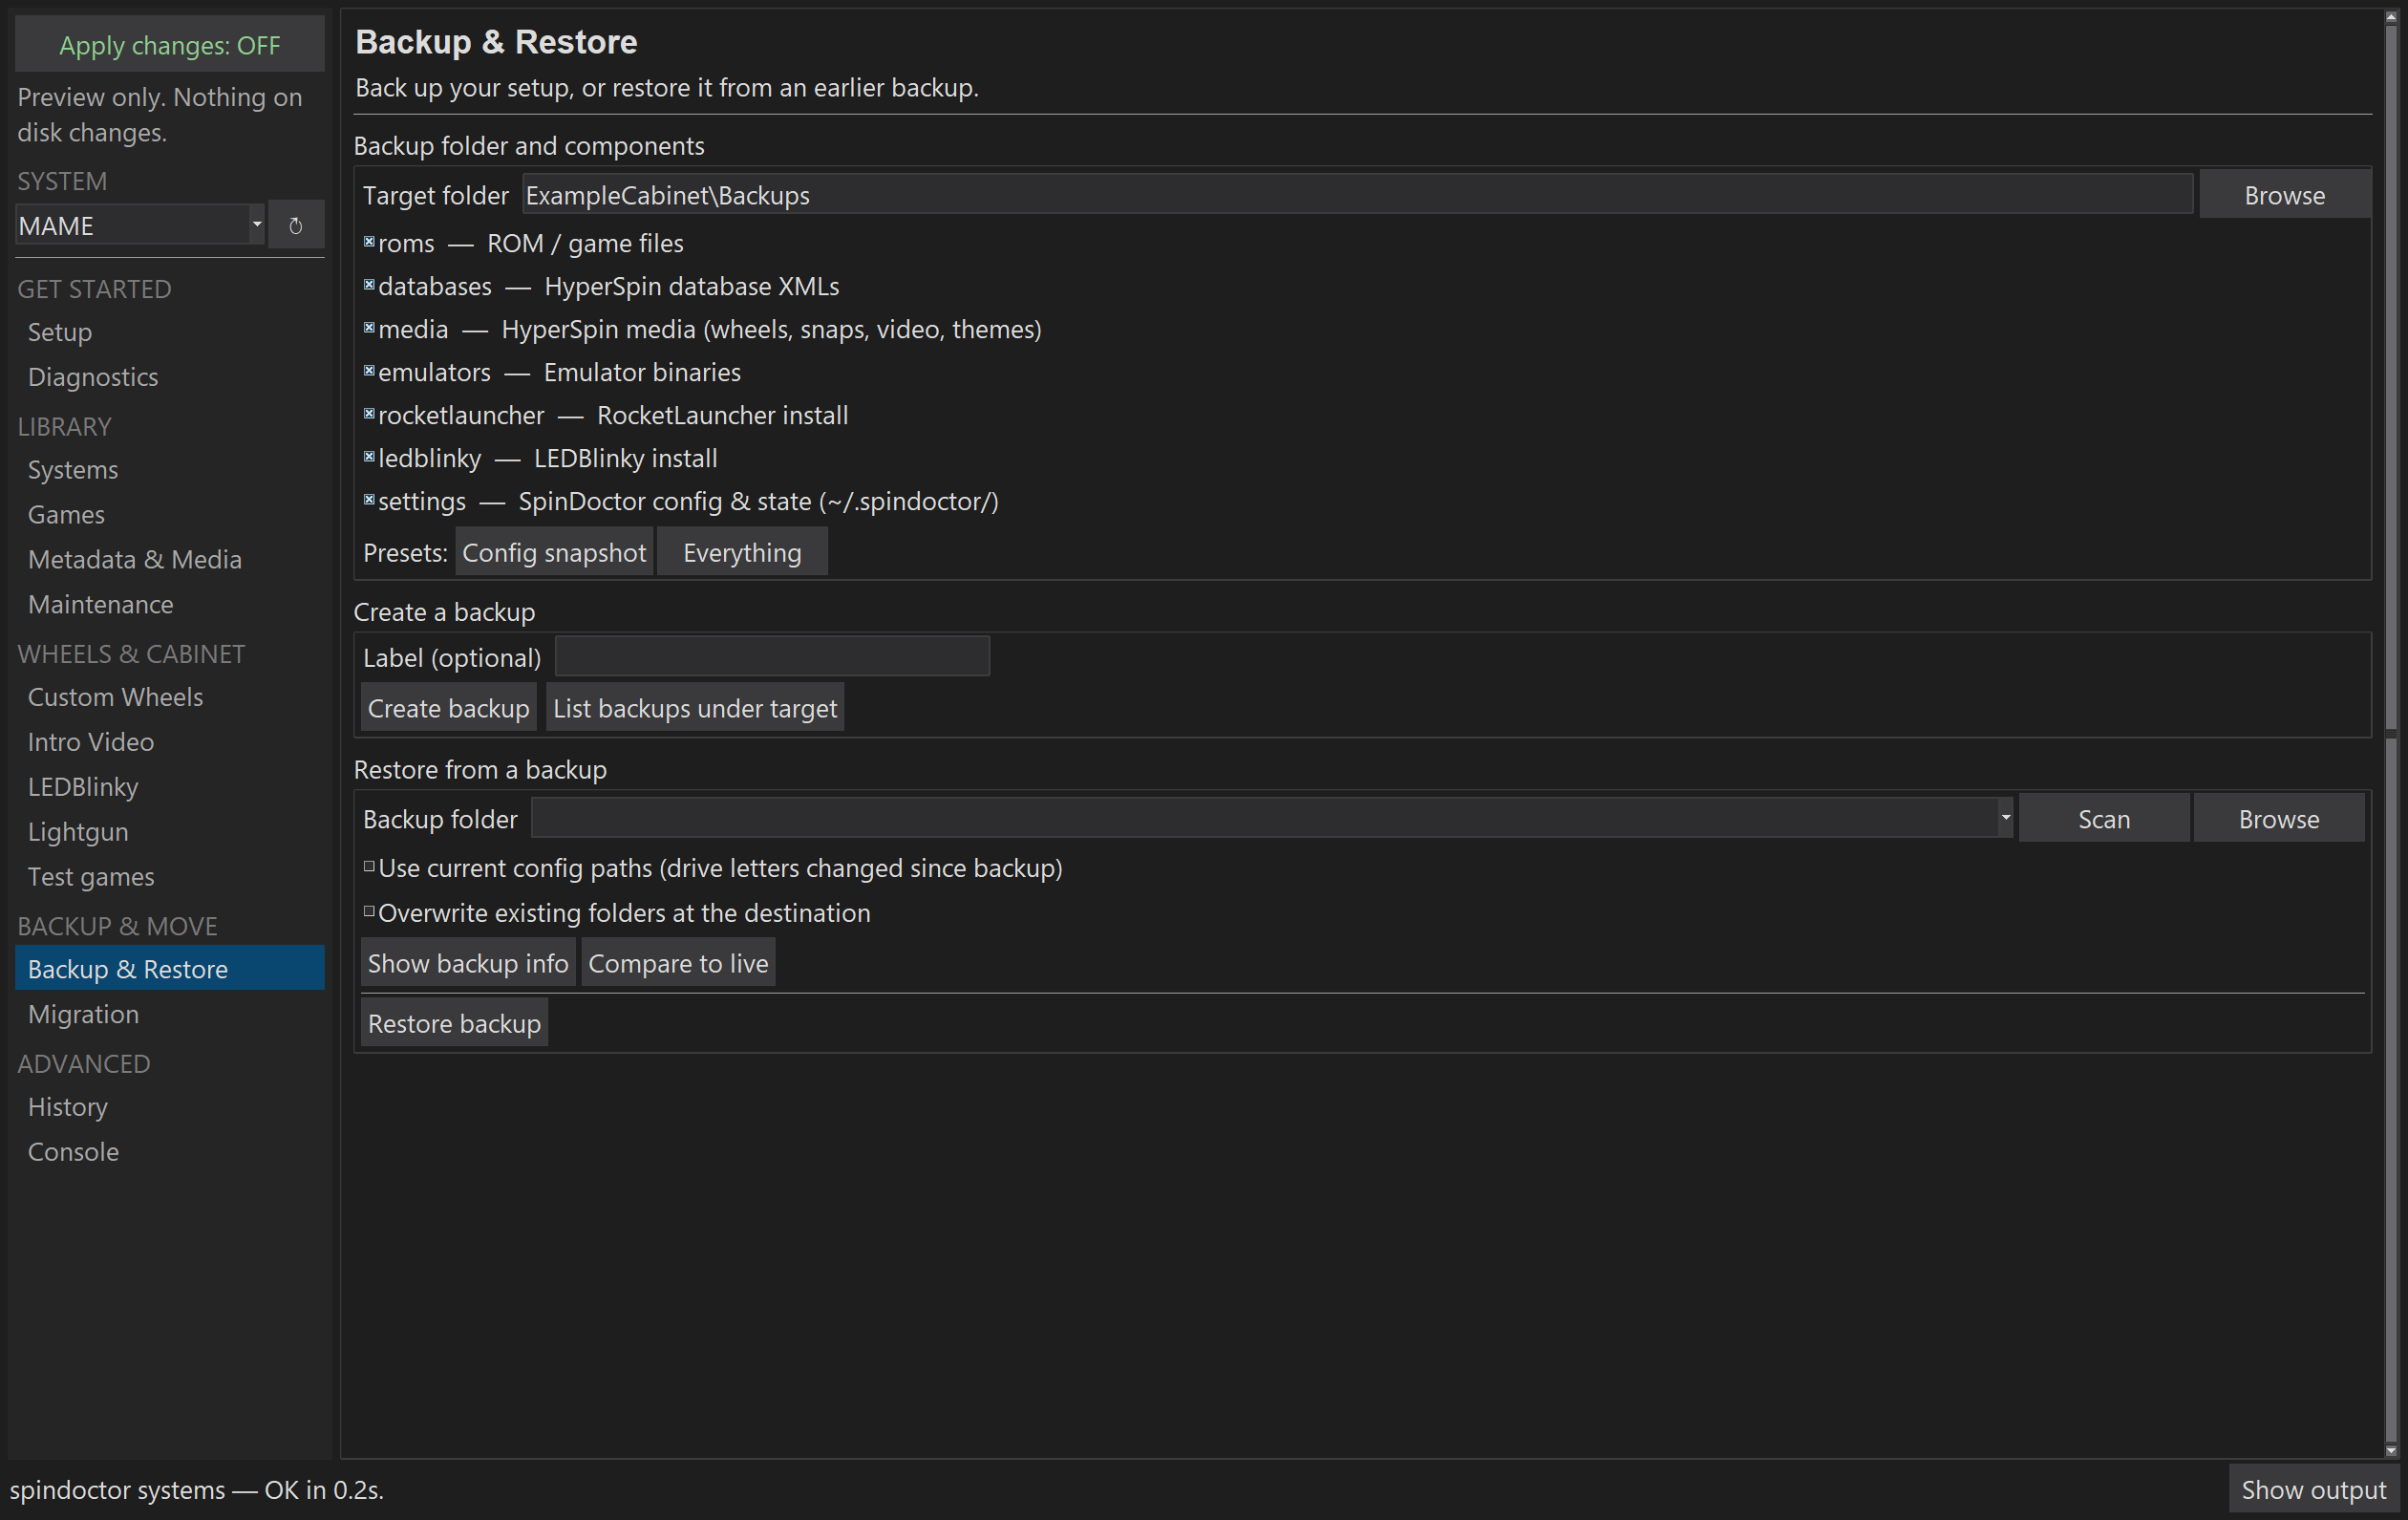 Apply changes: OFF
Preview only. Nothing on
disk changes.
SYSTEM
MAME
GET STARTED
Setup
Diagnostics
LIBRARY
Systems
Games
Metadata & Media
Maintenance
WHEELS & CABINET
Custom Wheels
Intro Video
LEDBlinky
Lightgun
Test games
BACKUP & MOVE
Backup & Restore
Migration
ADVANCED
History
Console
Backup & Restore
Back up your setup, or restore it from an earlier backup.
Backup folder and components
Target folder ExampleCabinet\Backups Browse
roms — ROM / game files
databases — HyperSpin database XMLs
media — HyperSpin media (wheels, snaps, video, themes)
emulators — Emulator binaries
rocketlauncher — RocketLauncher install
ledblinky — LEDBlinky install
settings — SpinDoctor config & state (~/.spindoctor/)
Presets: Config snapshot Everything
Create a backup
Label (optional)
Create backup List backups under target
Restore from a backup
Backup folder Scan Browse
Use current config paths (drive letters changed since backup)
Overwrite existing folders at the destination
Show backup info Compare to live
Restore backup
spindoctor systems — OK in 0.2s. Show output